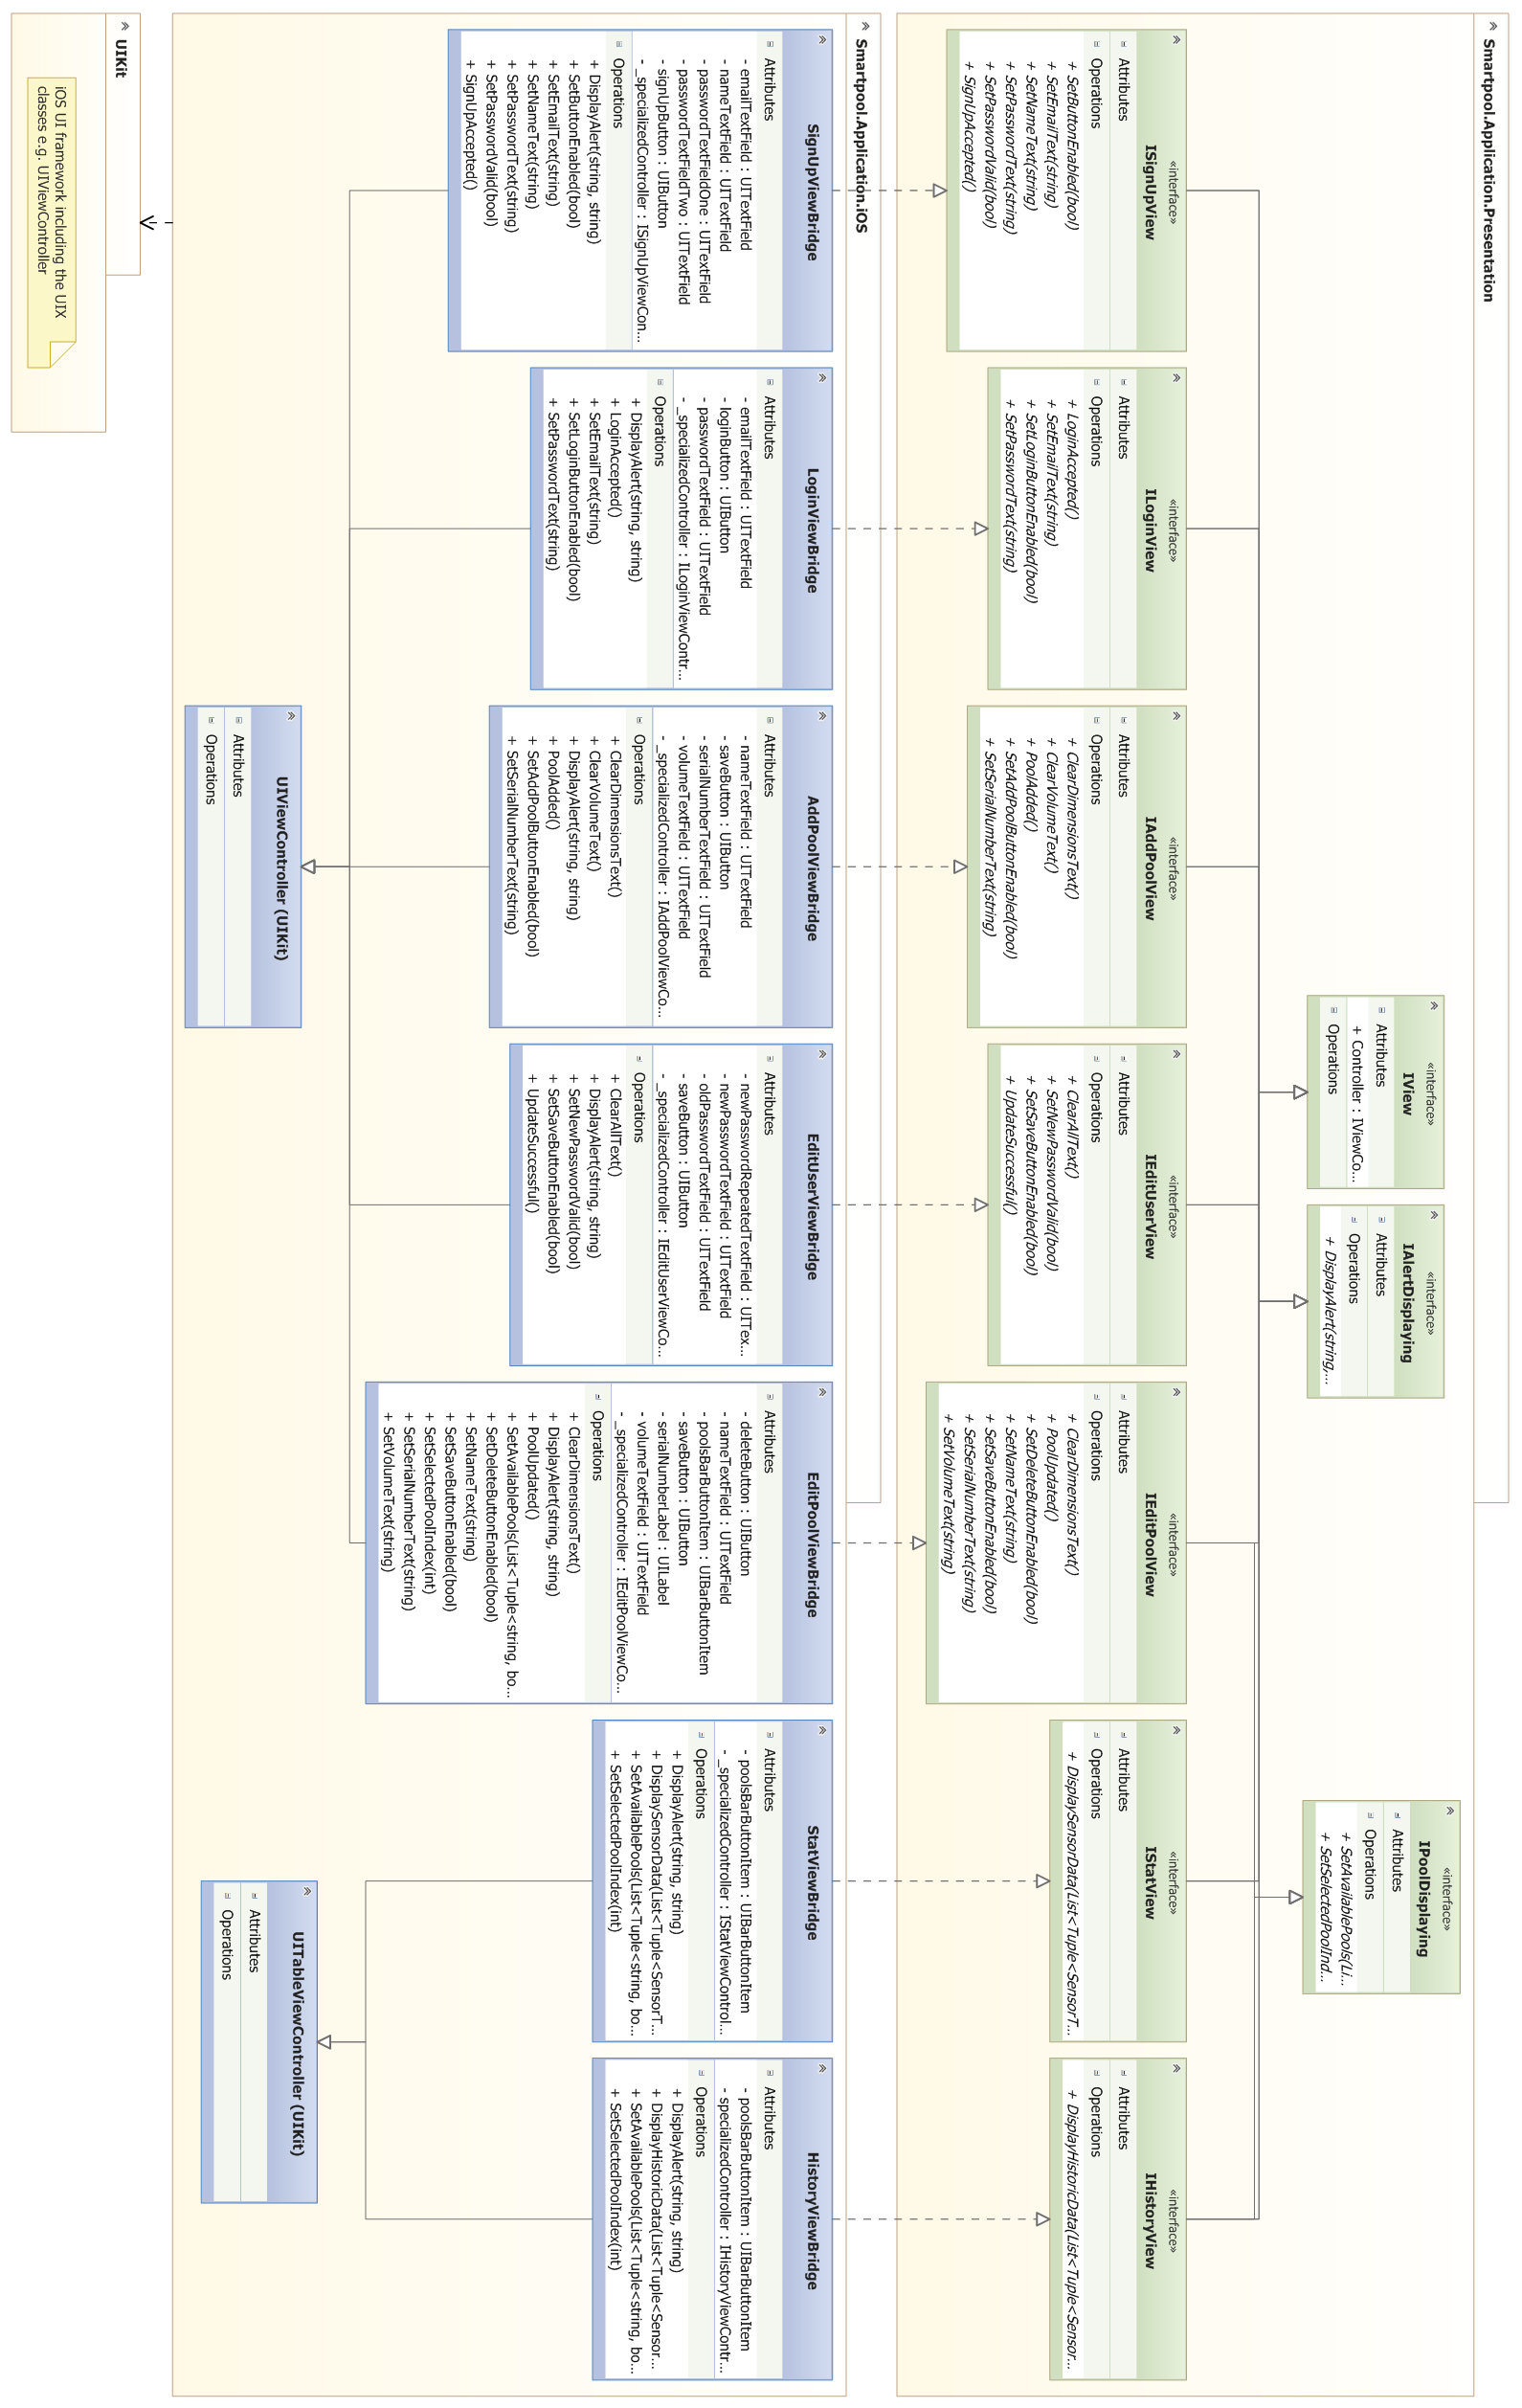 Smartpool.Application.Presentation
«interface»
IView
Attributes
+ Controller : IViewCo...
Operations
«interface»
IAlertDisplaying
Attributes
Operations
+ DisplayAlert(string,...
«interface»
IPoolDisplaying
Attributes
Operations
+ SetAvailablePools(Li...
+ SetSelectedPoolInd...
«interface»
ISignUpView
Attributes
Operations
+ SetButtonEnabled(bool)
+ SetEmailText(string)
+ SetNameText(string)
+ SetPasswordText(string)
+ SetPasswordValid(bool)
+ SignUpAccepted()
«interface»
ILoginView
Attributes
Operations
+ LoginAccepted()
+ SetEmailText(string)
+ SetLoginButtonEnabled(bool)
+ SetPasswordText(string)
«interface»
IAddPoolView
Attributes
Operations
+ ClearDimensionsText()
+ ClearVolumeText()
+ PoolAdded()
+ SetAddPoolButtonEnabled(bool)
+ SetSerialNumberText(string)
«interface»
IEditUserView
Attributes
Operations
+ ClearAllText()
+ SetNewPasswordValid(bool)
+ SetSaveButtonEnabled(bool)
+ UpdateSuccessful()
«interface»
IEditPoolView
Attributes
Operations
+ ClearDimensionsText()
+ PoolUpdated()
+ SetDeleteButtonEnabled(bool)
+ SetNameText(string)
+ SetSaveButtonEnabled(bool)
+ SetSerialNumberText(string)
+ SetVolumeText(string)
«interface»
IStatView
Attributes
Operations
+ DisplaySensorData(List<Tuple<SensorT...
«interface»
IHistoryView
Attributes
Operations
+ DisplayHistoricData(List<Tuple<Sensor...
Smartpool.Application.iOS
SignUpViewBridge
Attributes
- emailTextField : UITextField
- nameTextField : UITextField
- passwordTextFieldOne : UITextField
- passwordTextFieldTwo : UITextField
- signUpButton : UIButton
- _specializedController : ISignUpViewCon...
Operations
+ DisplayAlert(string, string)
+ SetButtonEnabled(bool)
+ SetEmailText(string)
+ SetNameText(string)
+ SetPasswordText(string)
+ SetPasswordValid(bool)
+ SignUpAccepted()
LoginViewBridge
Attributes
- emailTextField : UITextField
- loginButton : UIButton
- passwordTextField : UITextField
- _specializedController : ILoginViewContr...
Operations
+ DisplayAlert(string, string)
+ LoginAccepted()
+ SetEmailText(string)
+ SetLoginButtonEnabled(bool)
+ SetPasswordText(string)
AddPoolViewBridge
Attributes
- nameTextField : UITextField
- saveButton : UIButton
- serialNumberTextField : UITextField
- volumeTextField : UITextField
- _specializedController : IAddPoolViewCo...
Operations
+ ClearDimensionsText()
+ ClearVolumeText()
+ DisplayAlert(string, string)
+ PoolAdded()
+ SetAddPoolButtonEnabled(bool)
+ SetSerialNumberText(string)
EditUserViewBridge
Attributes
- newPasswordRepeatedTextField : UITex...
- newPasswordTextField : UITextField
- oldPasswordTextField : UITextField
- saveButton : UIButton
- _specializedController : IEditUserViewCo...
Operations
+ ClearAllText()
+ DisplayAlert(string, string)
+ SetNewPasswordValid(bool)
+ SetSaveButtonEnabled(bool)
+ UpdateSuccessful()
EditPoolViewBridge
Attributes
- deleteButton : UIButton
- nameTextField : UITextField
- poolsBarButtonItem : UIBarButtonItem
- saveButton : UIButton
- serialNumberLabel : UILabel
- volumeTextField : UITextField
- _specializedController : IEditPoolViewCo...
Operations
+ ClearDimensionsText()
+ DisplayAlert(string, string)
+ PoolUpdated()
+ SetAvailablePools(List<Tuple<string, bo...
+ SetDeleteButtonEnabled(bool)
+ SetNameText(string)
+ SetSaveButtonEnabled(bool)
+ SetSelectedPoolIndex(int)
+ SetSerialNumberText(string)
+ SetVolumeText(string)
StatViewBridge
Attributes
- poolsBarButtonItem : UIBarButtonItem
- _specializedController : IStatViewControl...
Operations
+ DisplayAlert(string, string)
+ DisplaySensorData(List<Tuple<SensorT...
+ SetAvailablePools(List<Tuple<string, bo...
+ SetSelectedPoolIndex(int)
HistoryViewBridge
Attributes
- poolsBarButtonItem : UIBarButtonItem
- specializedController : IHistoryViewContr...
Operations
+ DisplayAlert(string, string)
+ DisplayHistoricData(List<Tuple<Sensor...
+ SetAvailablePools(List<Tuple<string, bo...
+ SetSelectedPoolIndex(int)
UIViewController (UIKit)
Attributes
Operations
UITableViewController (UIKit)
Attributes
Operations
UIKit
iOS UI framework including the UIX
classes e.g. UIViewController